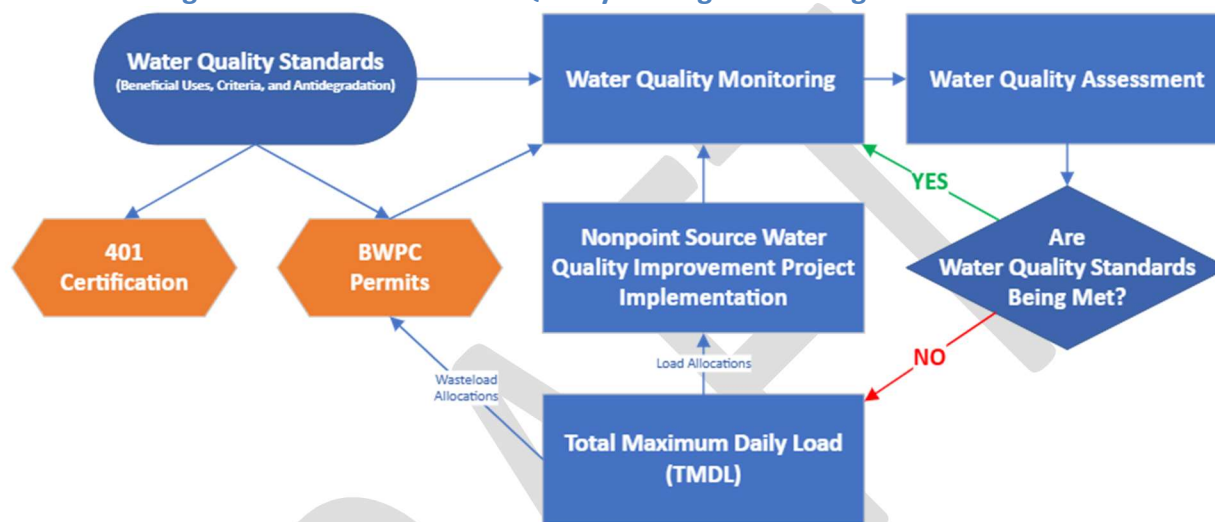 Water Quality Standards
(Beneficial Uses, Criteria, and Antidegradation)
Water Quality Monitoring
Water Quality Assessment
YES
401
Certification
BWPC
Permits
Nonpoint Source Water
Quality Improvement Project
Implementation
Are
Water Quality Standards
Being Met?
NO
Wasteload
Allocations
Load Allocations
Total Maximum Daily Load
(TMDL)